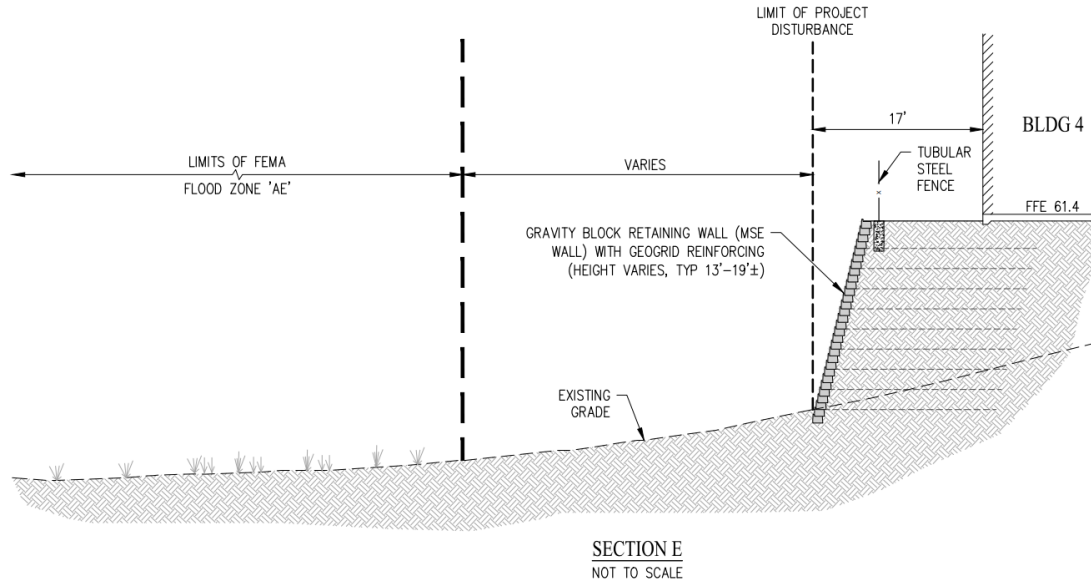 LIMIT OF PROJECT
DISTURBANCE
17'
BLDG 4
LIMITS OF FEMA
FLOOD ZONE 'AE'
VARIES
TUBULAR
STEEL
FENCE
x
FFE 61.4
GRAVITY BLOCK RETAINING WALL (MSE
WALL) WITH GEOGRID REINFORCING
(HEIGHT VARIES, TYP 13'-19'±)
EXISTING
GRADE
SECTION E
NOT TO SCALE